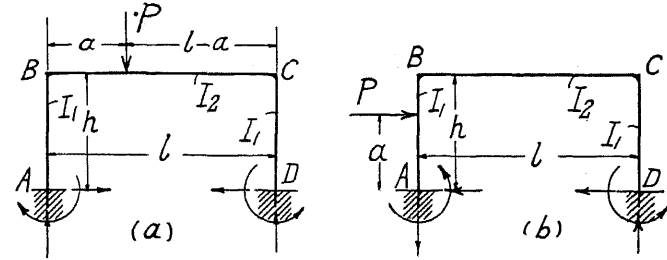 P
a l-a
B C
I₂
I₁ h I₁
l
A D
(a)
B C
P I₁ h I₂
a I₁
l
A D
(b)